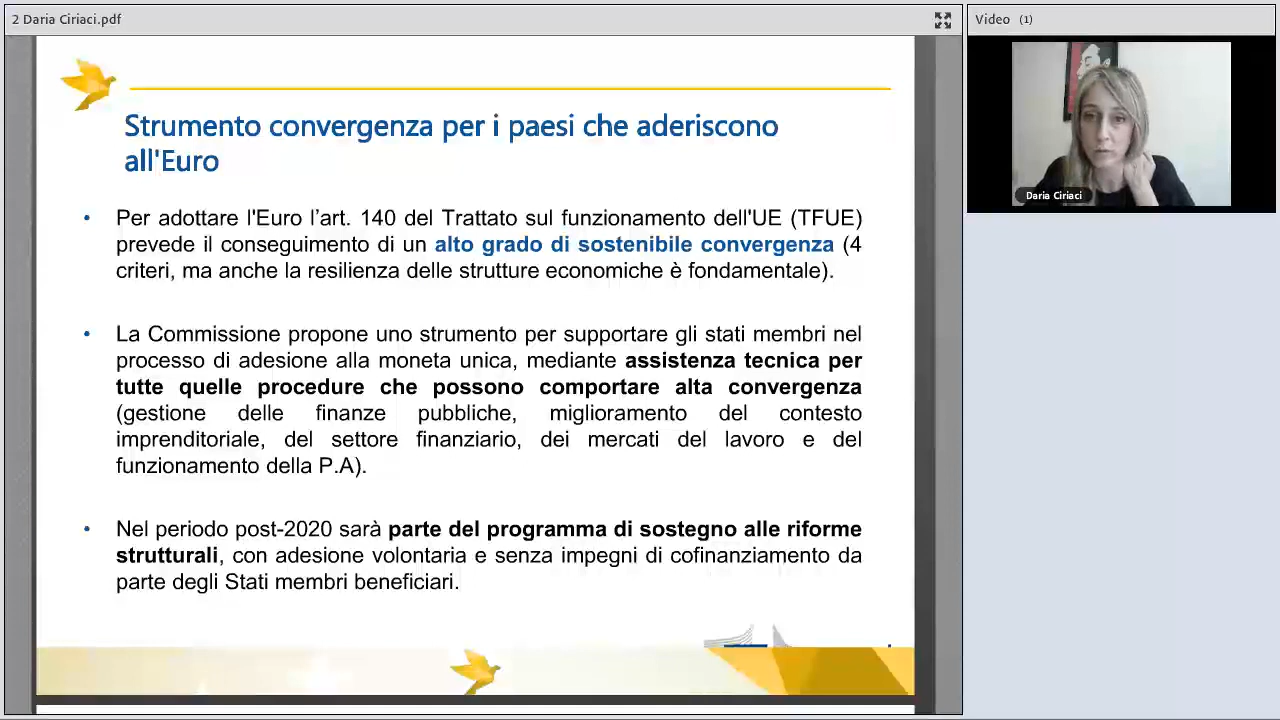 2 Daria Ciriaci.pdf
Video (1)
Daria Ciriaci
Strumento convergenza per i paesi che aderiscono
all'Euro
• Per adottare l'Euro l’art. 140 del Trattato sul funzionamento dell'UE (TFUE)
prevede il conseguimento di un alto grado di sostenibile convergenza (4
criteri, ma anche la resilienza delle strutture economiche è fondamentale).
• La Commissione propone uno strumento per supportare gli stati membri nel
processo di adesione alla moneta unica, mediante assistenza tecnica per
tutte quelle procedure che possono comportare alta convergenza
(gestione delle finanze pubbliche, miglioramento del contesto
imprenditoriale, del settore finanziario, dei mercati del lavoro e del
funzionamento della P.A).
• Nel periodo post-2020 sarà parte del programma di sostegno alle riforme
strutturali, con adesione volontaria e senza impegni di cofinanziamento da
parte degli Stati membri beneficiari.